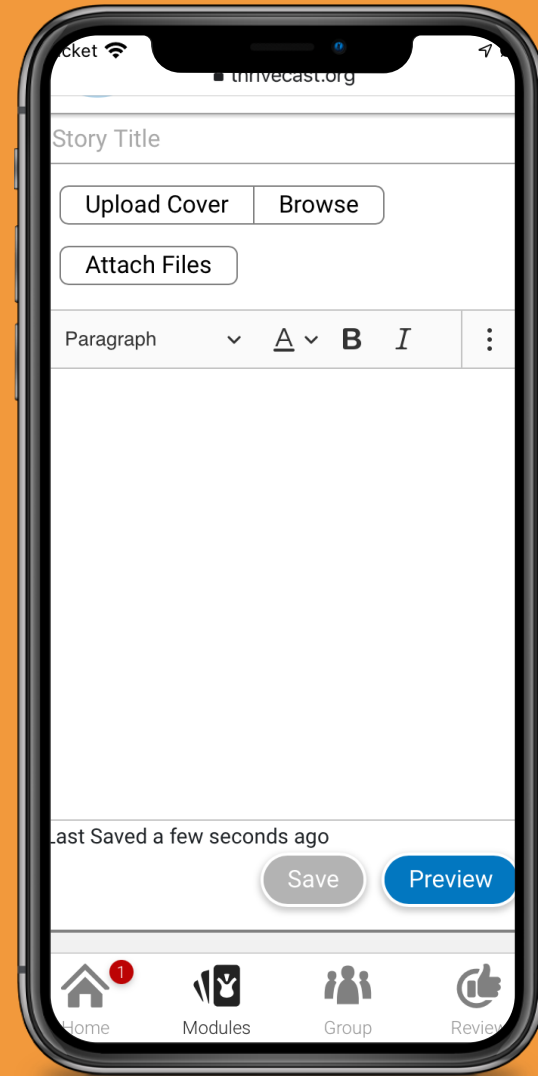 cket
thrivecast.org
Story Title
Upload Cover Browse
Attach Files
Paragraph A B I
Last Saved a few seconds ago
Save Preview
1
Home Modules Group Review